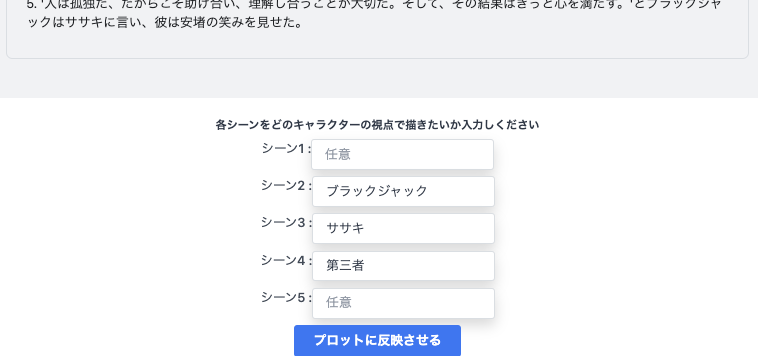 5. '人は孤独だ、だからこそ助け合い、理解し合うことが大切だ。そして、その結果はきっと心を満たす。'とブラックジャ
ックはササキに言い、彼は安堵の笑みを見せた。
各シーンをどのキャラクターの視点で描きたいか入力しください
シーン1 : 任意
シーン2 : ブラックジャック
シーン3 : ササキ
シーン4 : 第三者
シーン5 : 任意
プロットに反映させる